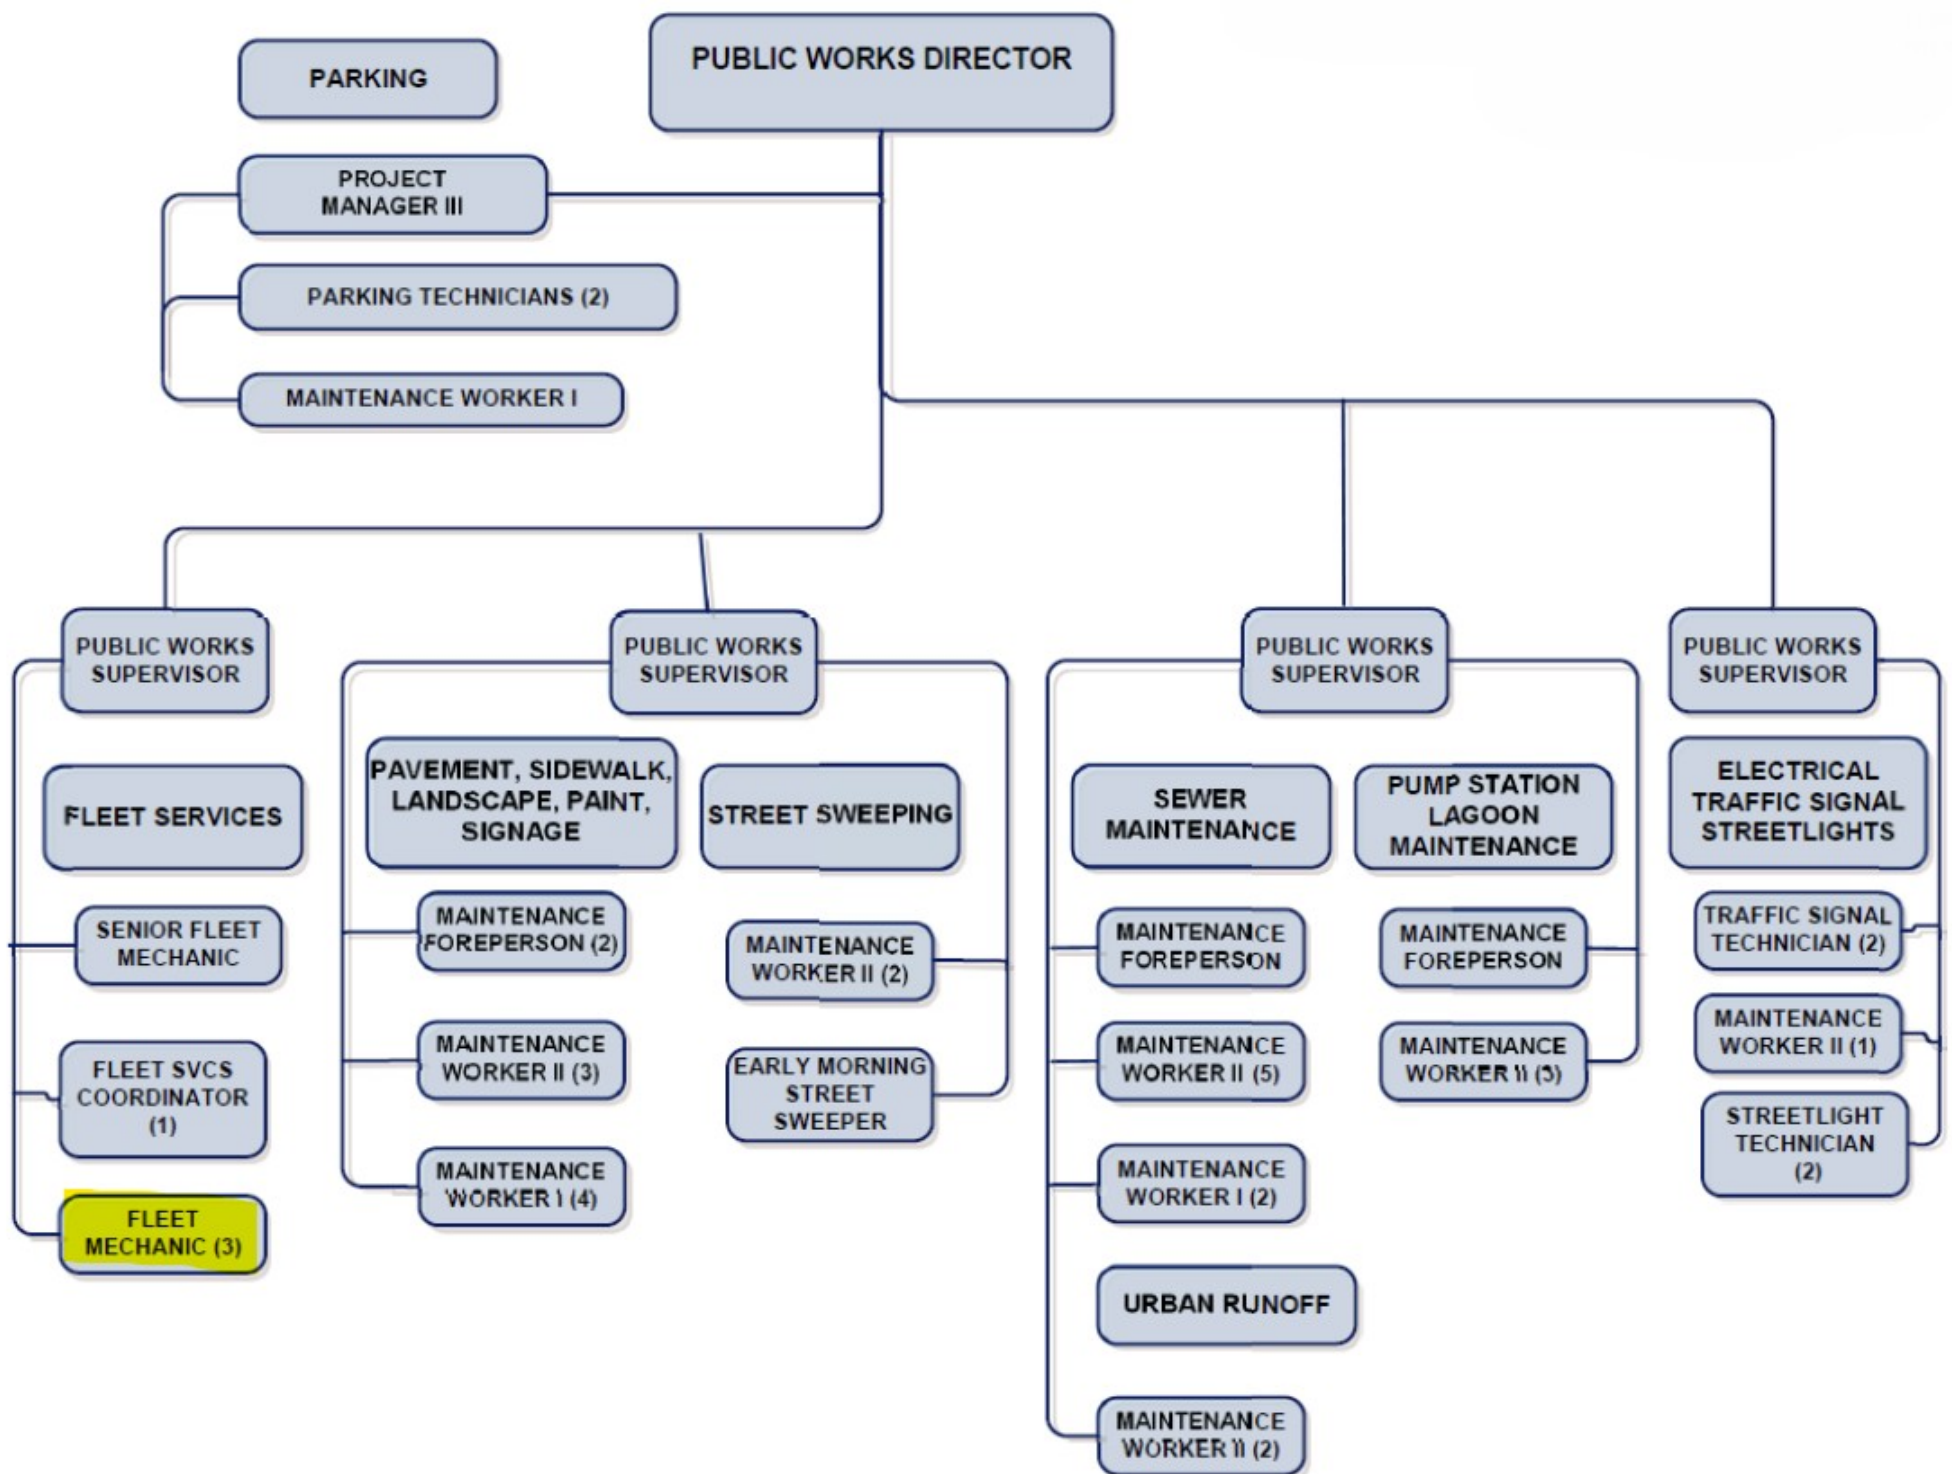 PUBLIC WORKS DIRECTOR
PARKING
PROJECT
MANAGER III
PARKING TECHNICIANS (2)
MAINTENANCE WORKER I
PUBLIC WORKS
SUPERVISOR
FLEET SERVICES
SENIOR FLEET
MECHANIC
FLEET SVCS
COORDINATOR
(1)
FLEET
MECHANIC (3)
PUBLIC WORKS
SUPERVISOR
PAVEMENT, SIDEWALK,
LANDSCAPE, PAINT,
SIGNAGE
MAINTENANCE
FOREPERSON (2)
MAINTENANCE
WORKER II (3)
MAINTENANCE
WORKER I (4)
STREET SWEEPING
MAINTENANCE
WORKER II (2)
EARLY MORNING
STREET
SWEEPER
PUBLIC WORKS
SUPERVISOR
SEWER
MAINTENANCE
MAINTENANCE
FOREPERSON
MAINTENANCE
WORKER II (5)
MAINTENANCE
WORKER I (2)
URBAN RUNOFF
MAINTENANCE
WORKER II (2)
PUMP STATION
LAGOON
MAINTENANCE
MAINTENANCE
FOREPERSON
MAINTENANCE
WORKER II
PUBLIC WORKS
SUPERVISOR
ELECTRICAL
TRAFFIC SIGNAL
STREETLIGHTS
TRAFFIC SIGNAL
TECHNICIAN (2)
MAINTENANCE
WORKER II (1)
STREETLIGHT
TECHNICIAN
(2)